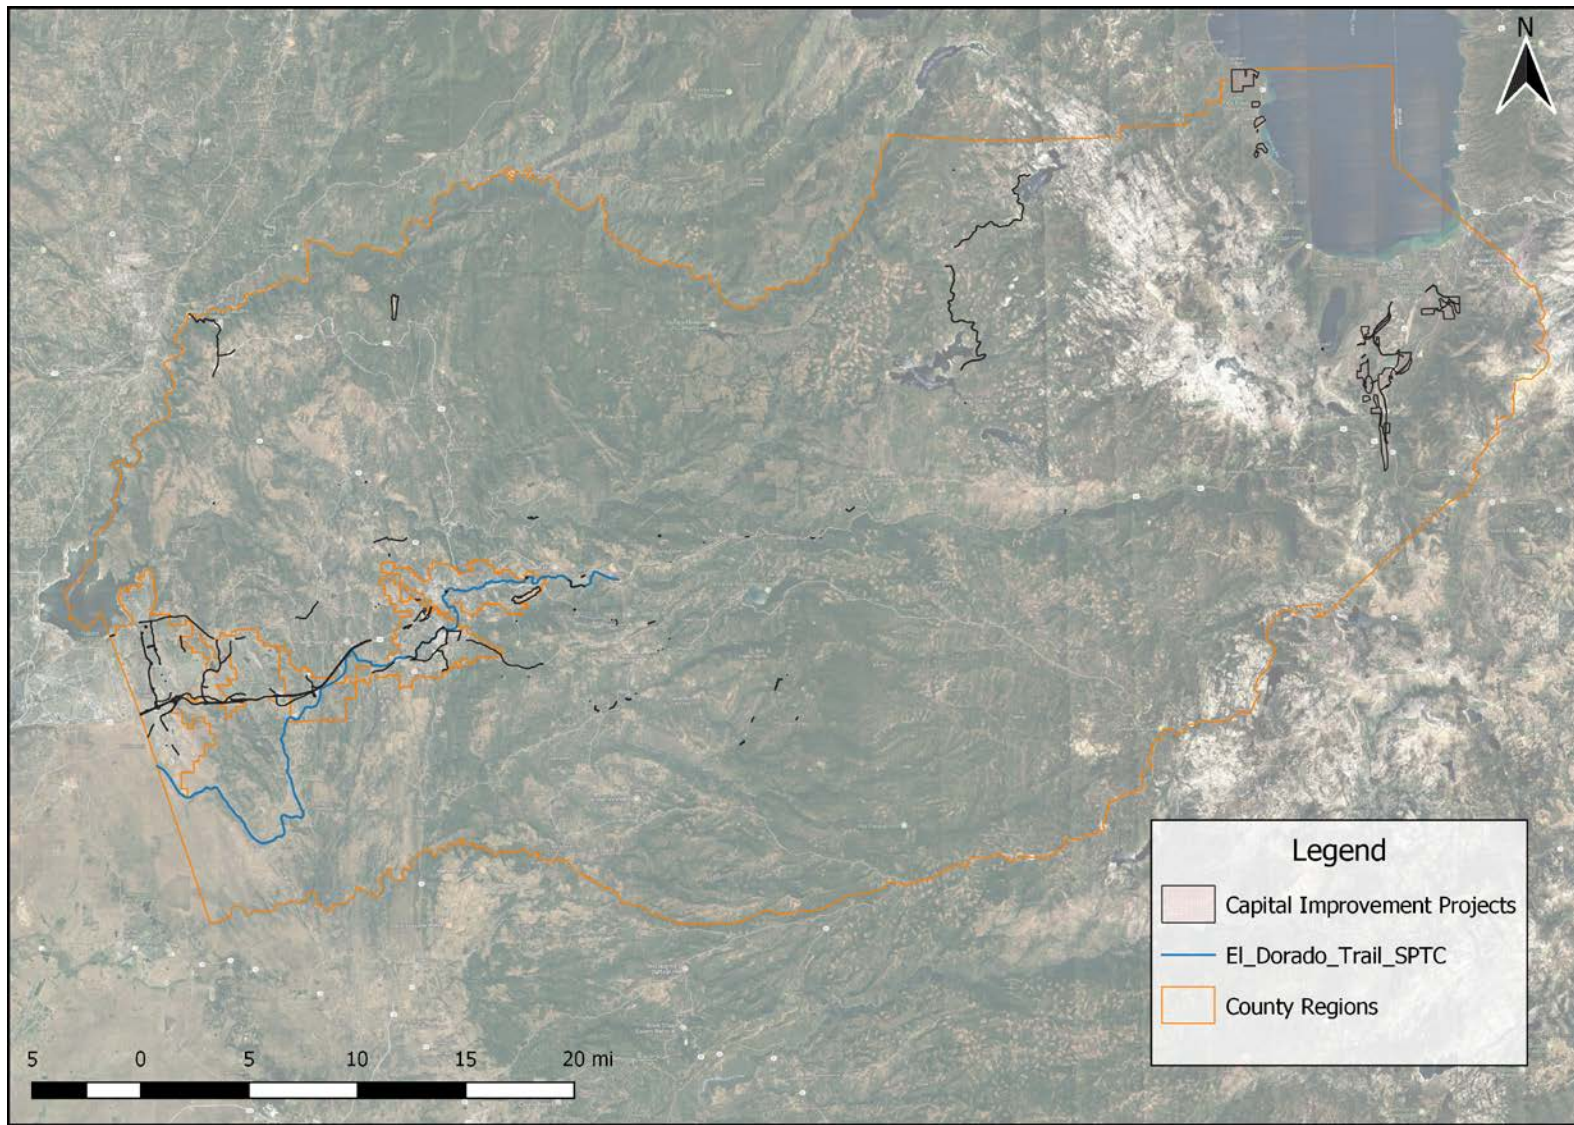 N
Legend
Capital Improvement Projects
El_Dorado_Trail_SPTC
County Regions
5 0 5 10 15 20 mi